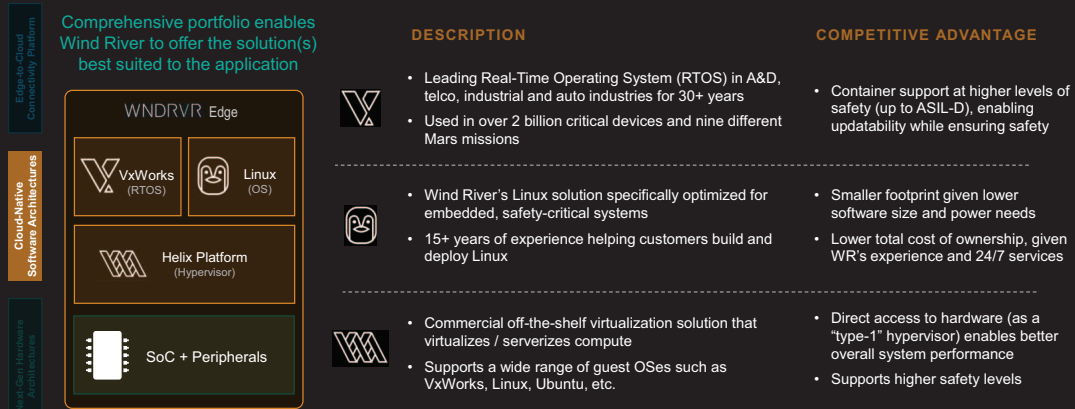 Edge-to-Cloud
Connectivity Platform
Cloud-Native
Software Architectures
Next-Gen Hardware
Architectures
Comprehensive portfolio enables
Wind River to offer the solution(s)
best suited to the application
WNDRVR Edge
VxWorks
(RTOS)
Linux
(OS)
Helix Platform
(Hypervisor)
SoC + Peripherals
DESCRIPTION
COMPETITIVE ADVANTAGE
• Leading Real-Time Operating System (RTOS) in A&D,
telco, industrial and auto industries for 30+ years
• Used in over 2 billion critical devices and nine different
Mars missions
• Container support at higher levels of
safety (up to ASIL-D), enabling
updatability while ensuring safety
• Wind River's Linux solution specifically optimized for
embedded, safety-critical systems
• 15+ years of experience helping customers build and
deploy Linux
• Smaller footprint given lower
software size and power needs
• Lower total cost of ownership, given
WR's experience and 24/7 services
• Commercial off-the-shelf virtualization solution that
virtualizes / serverizes compute
• Supports a wide range of guest OSes such as
VxWorks, Linux, Ubuntu, etc.
• Direct access to hardware (as a
“type-1” hypervisor) enables better
overall system performance
• Supports higher safety levels